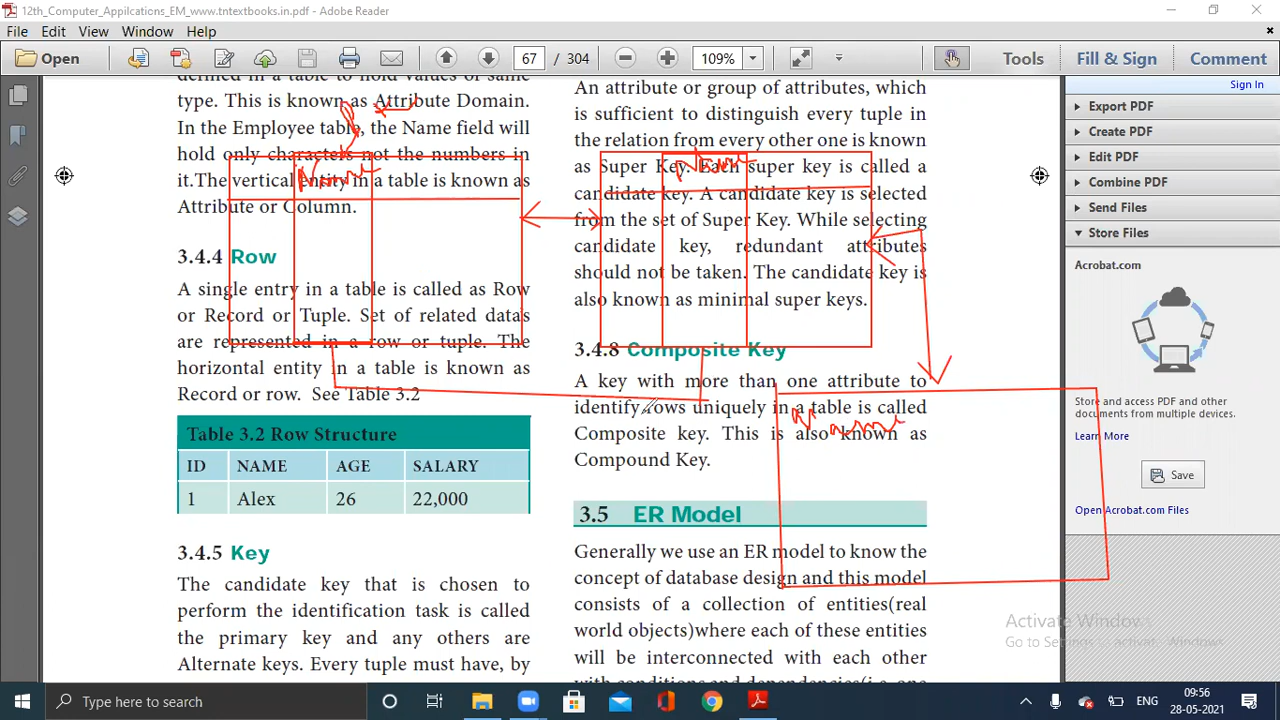 12th_Computer_Applications_EM_www.tntextbooks.in.pdf - Adobe Reader
File Edit View Window Help
Open 67 / 304 109% Tools Fill & Sign Comment
defined in a table to hold values of same
type. This is known as Attribute Domain.
In the Employee table, the Name field will
hold only characters not the numbers in
it.The vertical entity in a table is known as
Attribute or Column.
3.4.4 Row
A single entry in a table is called as Row
or Record or Tuple. Set of related data's
are represented in a row or tuple. The
horizontal entity in a table is known as
Record or row. See Table 3.2
Table 3.2 Row Structure
ID NAME AGE SALARY
1 Alex 26 22,000
3.4.5 Key
The candidate key that is chosen to
perform the identification task is called
the primary key and any others are
Alternate keys. Every tuple must have, by
An attribute or group of attributes, which
is sufficient to distinguish every tuple in
the relation from every other one is known
as Super Key. Each super key is called a
candidate key. A candidate key is selected
from the set of Super Key. While selecting
candidate key, redundant attributes
should not be taken. The candidate key is
also known as minimal super keys.
3.4.8 Composite Key
A key with more than one attribute to
identify rows uniquely in a table is called
Composite key. This is also known as
Compound Key.
3.5 ER Model
Generally we use an ER model to know the
concept of database design and this model
consists of a collection of entities(real
world objects)where each of these entities
will be interconnected with each other
with conditions and dependencies(i.e. one
Sign In
Export PDF
Create PDF
Edit PDF
Combine PDF
Send Files
Store Files
Acrobat.com
Store and access PDF and other
documents from multiple devices.
Learn More
Save
Open Acrobat.com Files
Activate Windows
Go to Settings to activate Windows.
Type here to search
ENG
09:56
28-05-2021